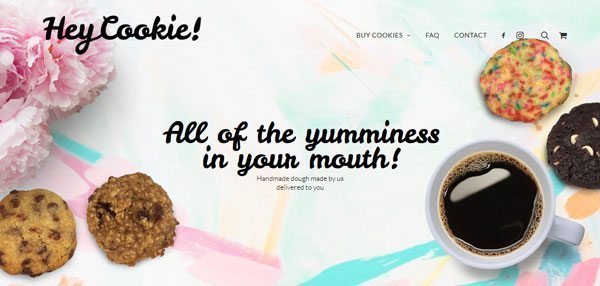 Hey Cookie!
BUY COOKIES FAQ CONTACT
All of the yumminess
in your mouth!
Handmade dough made by us
delivered to you